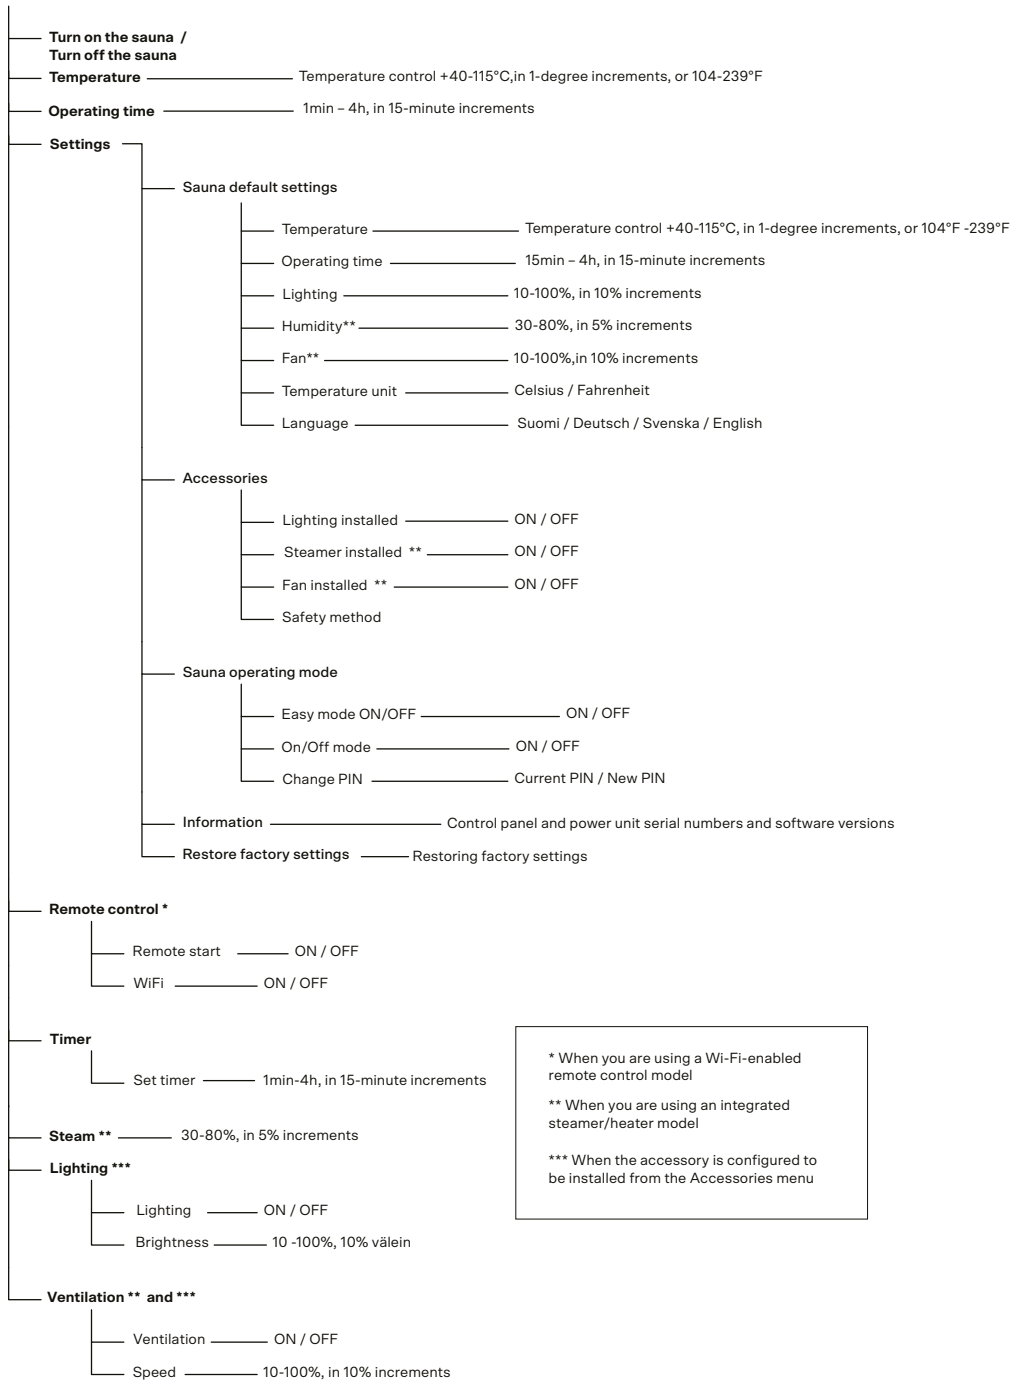 Turn on the sauna /
Turn off the sauna
Temperature Temperature control +40-115°C,in 1-degree increments, or 104-239°F
Operating time 1min – 4h, in 15-minute increments
Settings
Sauna default settings
Temperature Temperature control +40-115°C, in 1-degree increments, or 104°F -239°F
Operating time 15min – 4h, in 15-minute increments
Lighting 10-100%, in 10% increments
Humidity** 30-80%, in 5% increments
Fan** 10-100%,in 10% increments
Temperature unit Celsius / Fahrenheit
Language Suomi / Deutsch / Svenska / English
Accessories
Lighting installed ON / OFF
Steamer installed ** ON / OFF
Fan installed ** ON / OFF
Safety method
Sauna operating mode
Easy mode ON/OFF ON / OFF
On/Off mode ON / OFF
Change PIN Current PIN / New PIN
Information Control panel and power unit serial numbers and software versions
Restore factory settings Restoring factory settings
Remote control *
Remote start ON / OFF
WiFi ON / OFF
Timer
Set timer 1min-4h, in 15-minute increments
Steam ** 30-80%, in 5% increments
Lighting ***
Lighting ON / OFF
Brightness 10 -100%, 10% välein
Ventilation ** and ***
Ventilation ON / OFF
Speed 10-100%, in 10% increments
* When you are using a Wi-Fi-enabled
remote control model
** When you are using an integrated
steamer/heater model
*** When the accessory is configured to
be installed from the Accessories menu